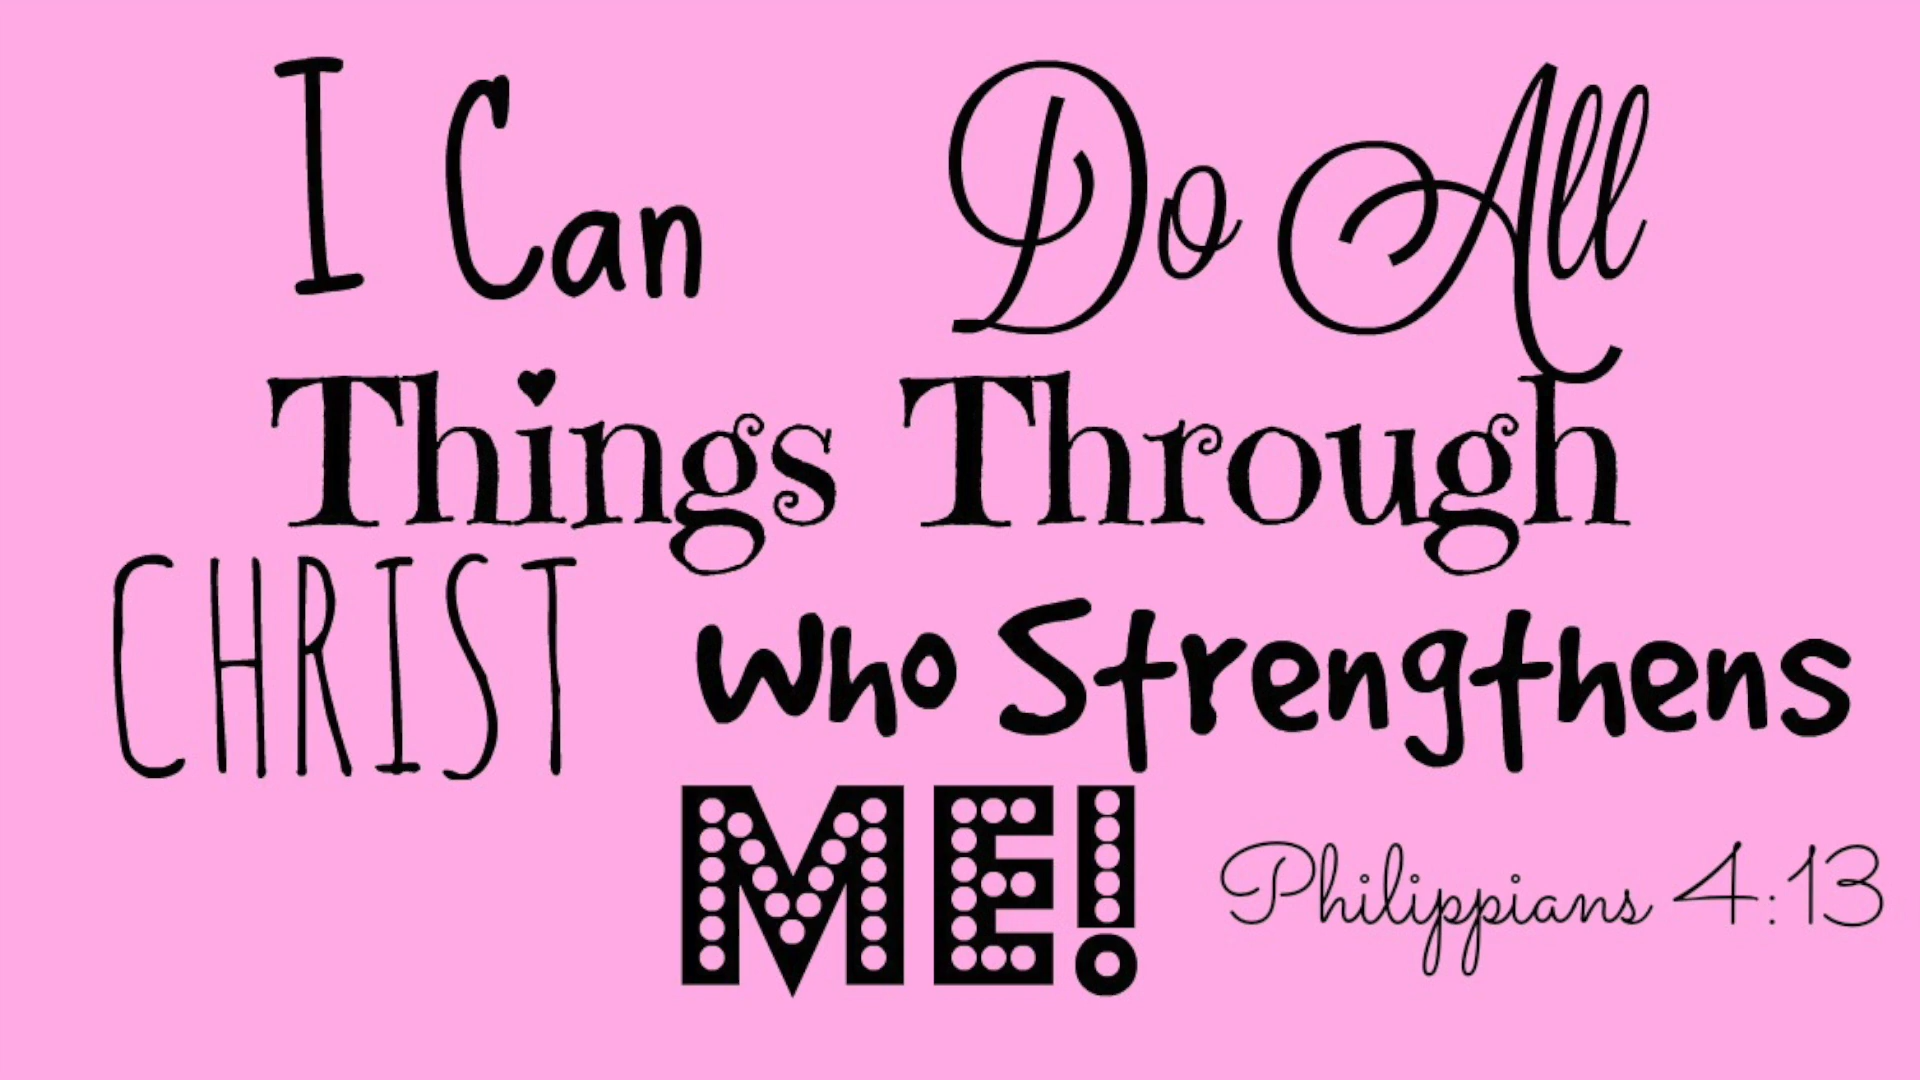 I Can Do All
Things Through
CHRIST who Strengthens
ME! Philippians 4:13